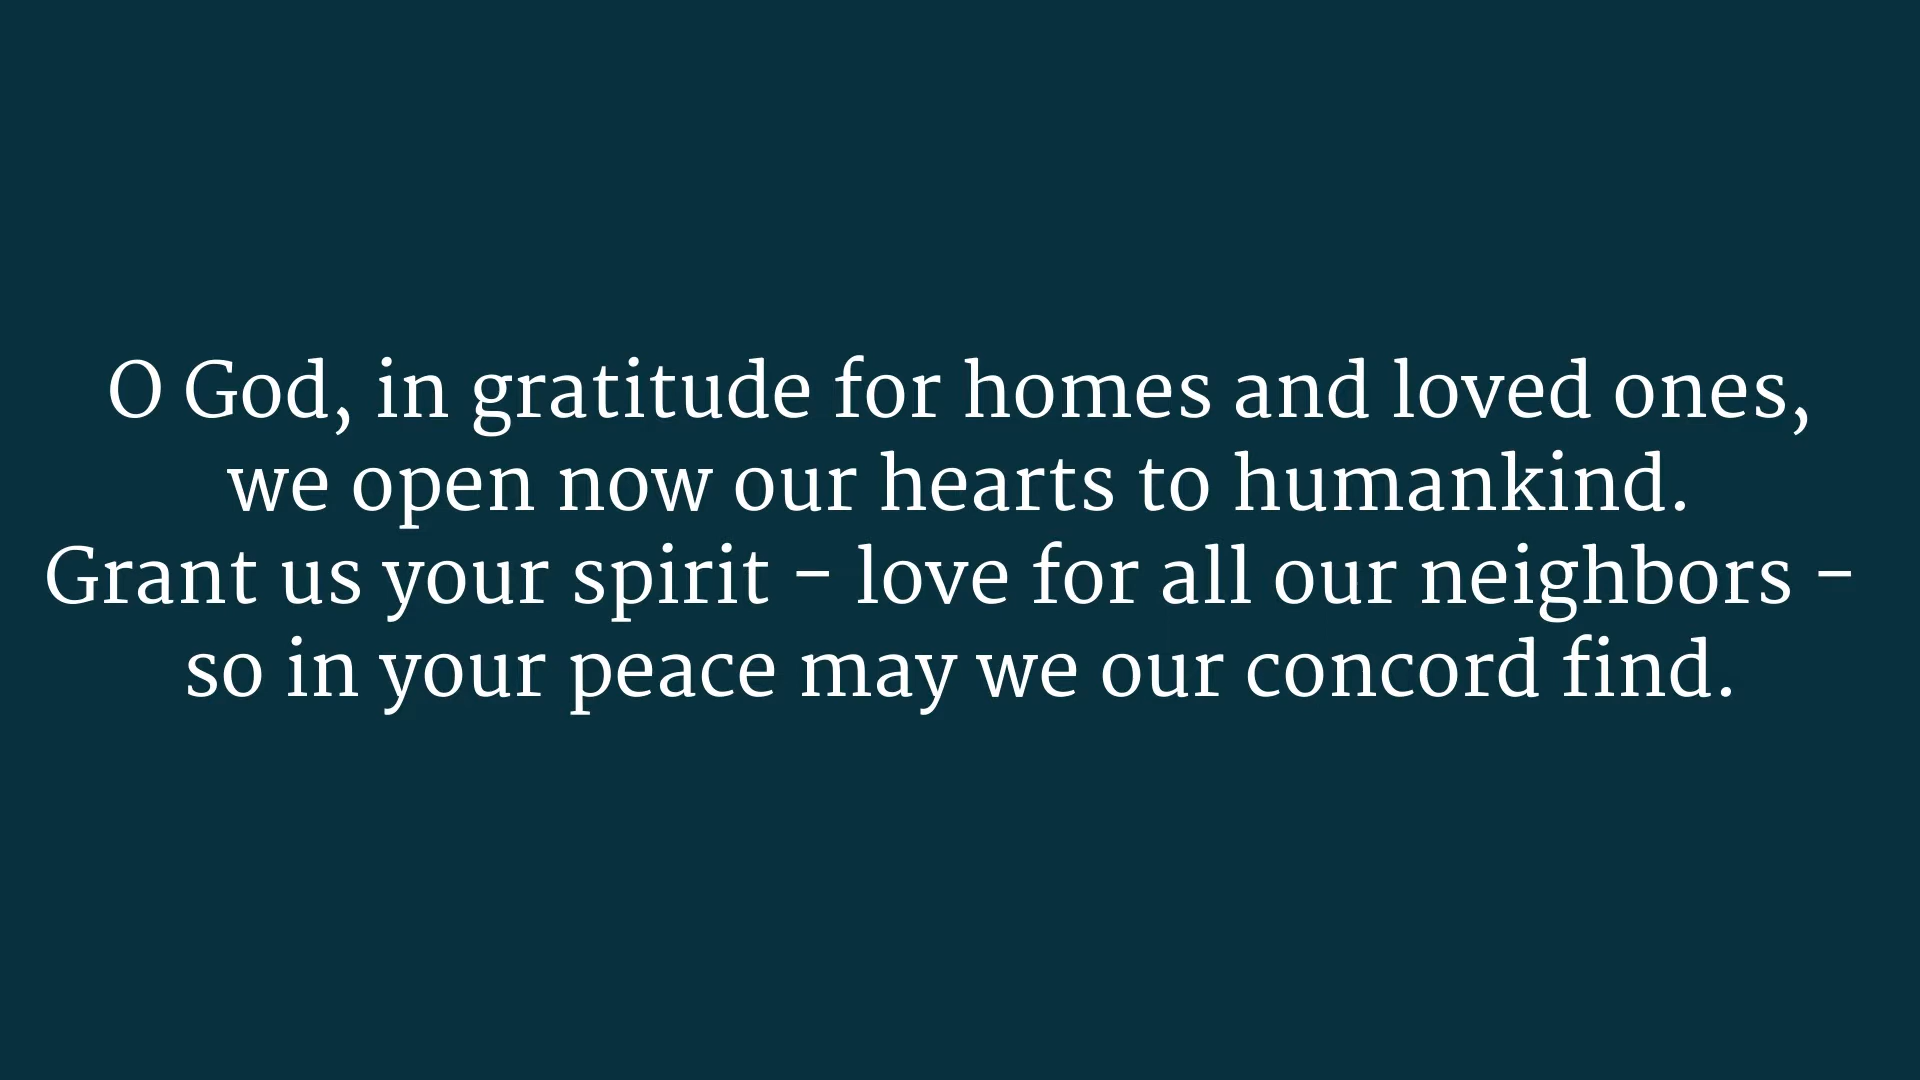 O God, in gratitude for homes and loved ones,
we open now our hearts to humankind.
Grant us your spirit - love for all our neighbors -
so in your peace may we our concord find.